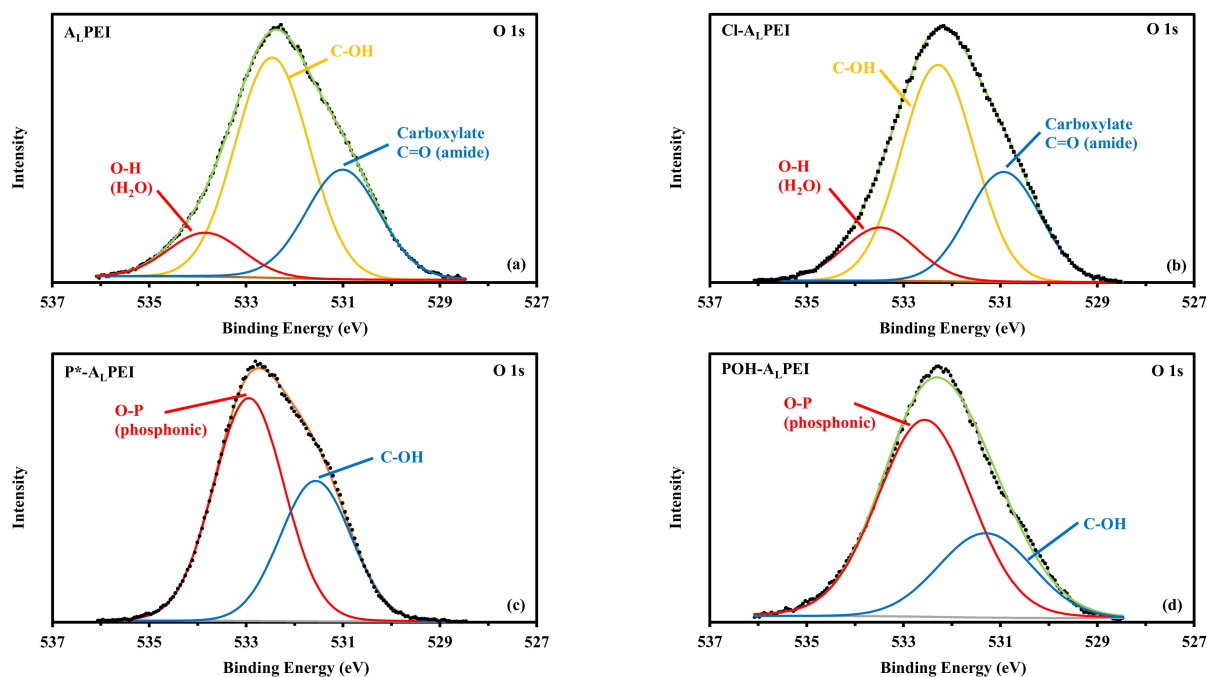 ALPEI
O 1s
C-OH
Carboxylate
C=O (amide)
O-H
(H2O)
(a)
Intensity
537 535 533 531 529 527
Binding Energy (eV)
Cl-ALPEI
O 1s
C-OH
Carboxylate
C=O (amide)
O-H
(H2O)
(b)
Intensity
537 535 533 531 529 527
Binding Energy (eV)
P*-ALPEI
O 1s
O-P
(phosphonic)
C-OH
(c)
Intensity
537 535 533 531 529 527
Binding Energy (eV)
POH-ALPEI
O 1s
O-P
(phosphonic)
C-OH
(d)
Intensity
537 535 533 531 529 527
Binding Energy (eV)